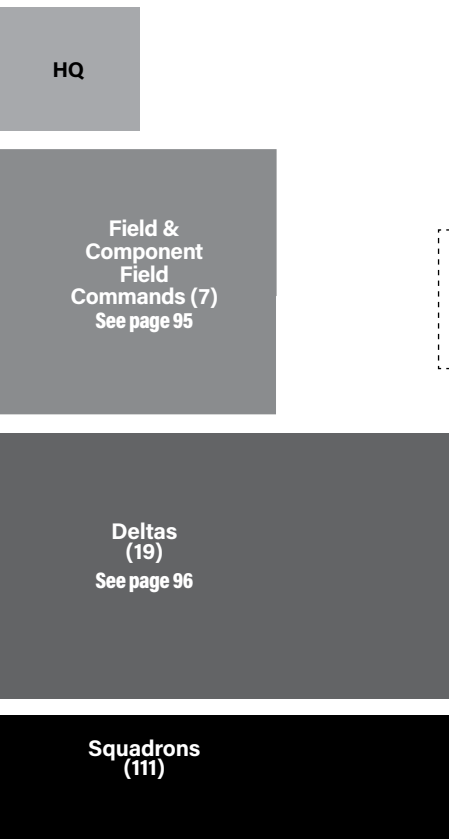 HQ
Field &
Component
Field
Commands (7)
See page 95
Deltas
(19)
See page 96
Squadrons
(111)